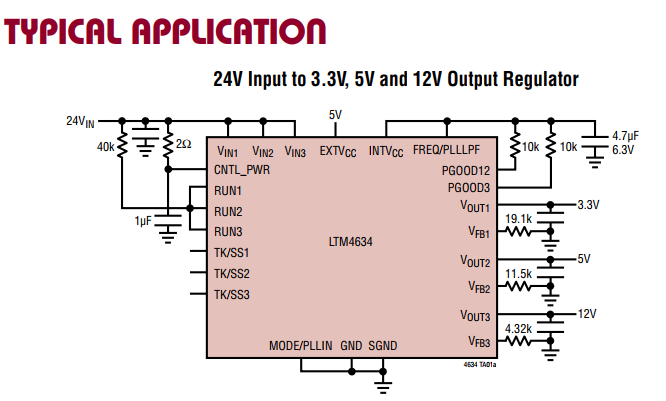 TYPICAL APPLICATION
24V Input to 3.3V, 5V and 12V Output Regulator
24VIN
5V
40k
2Ω
10k
10k
4.7µF
6.3V
VIN1 VIN2 VIN3 EXTVCC INTVCC FREQ/PLLLPF
CNTL_PWR
PGOOD12
RUN1
PGOOD3
RUN2
VOUT1
3.3V
1µF
19.1k
RUN3
VFB1
LTM4634
TK/SS1
VOUT2
5V
TK/SS2
11.5k
VFB2
TK/SS3
VOUT3
12V
4.32k
MODE/PLLIN GND SGND
VFB3
4634 TA01a